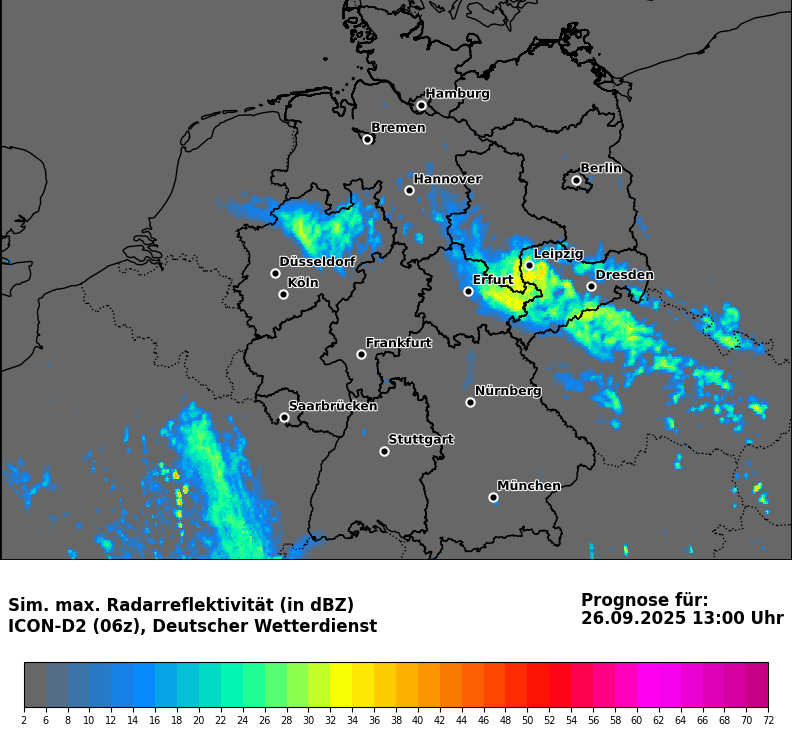 Hamburg
Bremen
Berlin
Hannover
Leipzig
Düsseldorf
Dresden
Köln
Erfurt
Frankfurt
Nürnberg
Saarbrücken
Stuttgart
München
Sim. max. Radarreflektivität (in dBZ)
ICON-D2 (06z), Deutscher Wetterdienst
Prognose für:
26.09.2025 13:00 Uhr
2 6 8 10 12 14 16 18 20 22 24 26 28 30 32 34 36 38 40 42 44 46 48 50 52 54 56 58 60 62 64 66 68 70 72